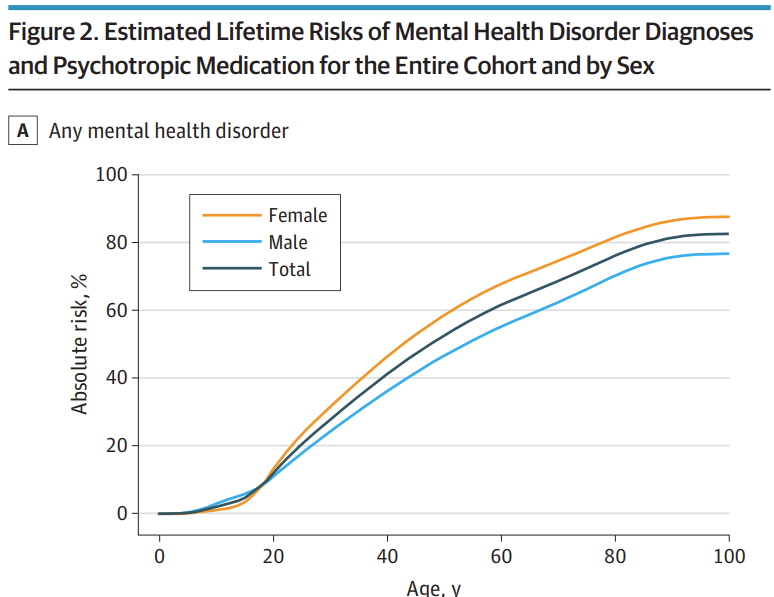 Figure 2. Estimated Lifetime Risks of Mental Health Disorder Diagnoses
and Psychotropic Medication for the Entire Cohort and by Sex
A Any mental health disorder
100
80
60
40
20
0
Absolute risk, %
Female
Male
Total
0 20 40 60 80 100
Age, y